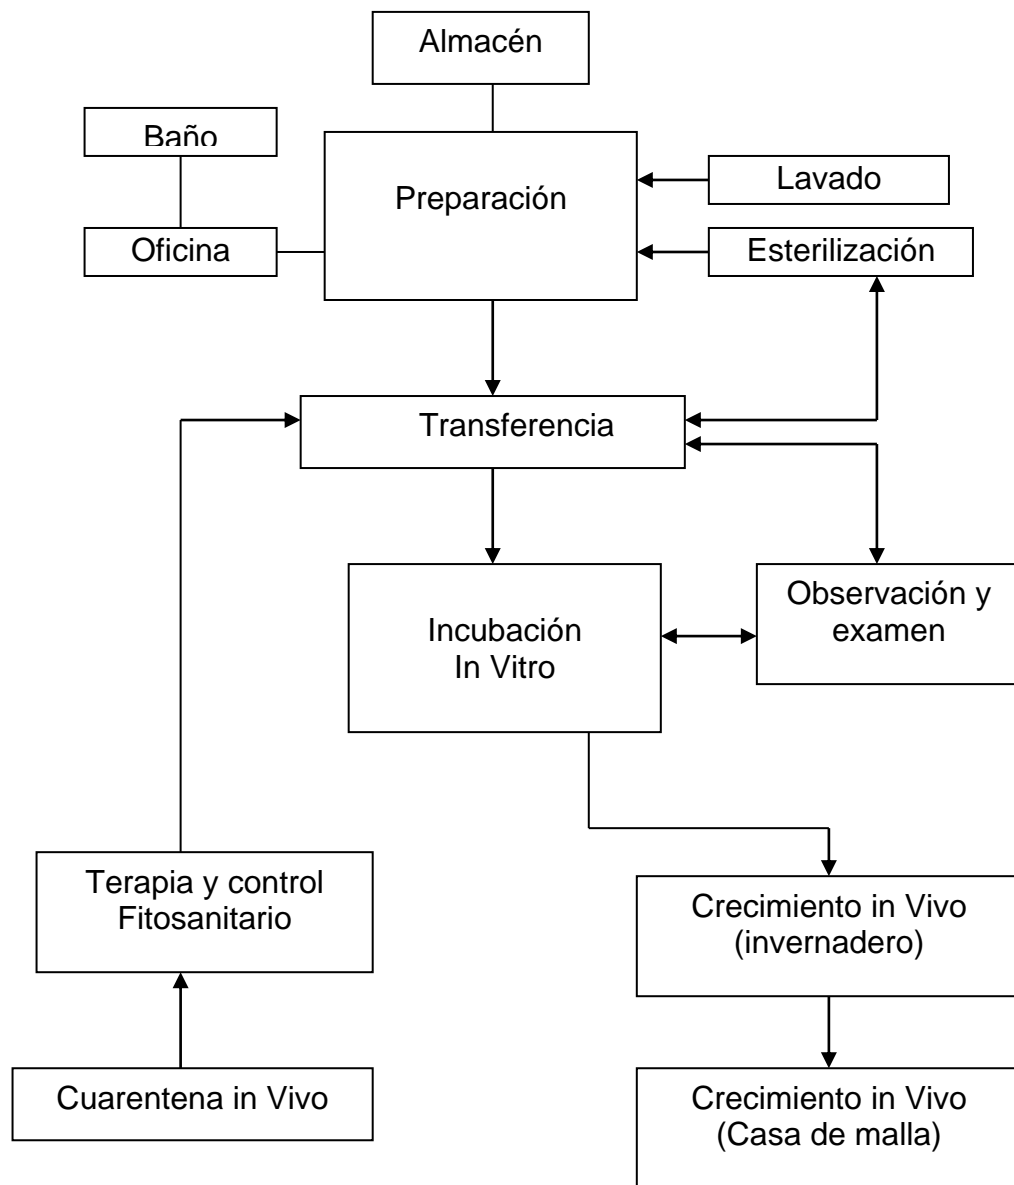 Almacén
Baño
Preparación
Lavado
Oficina
Esterilización
Transferencia
Observación y
examen
Incubación
In Vitro
Terapia y control
Fitosanitario
Crecimiento in Vivo
(invernadero)
Cuarentena in Vivo
Crecimiento in Vivo
(Casa de malla)